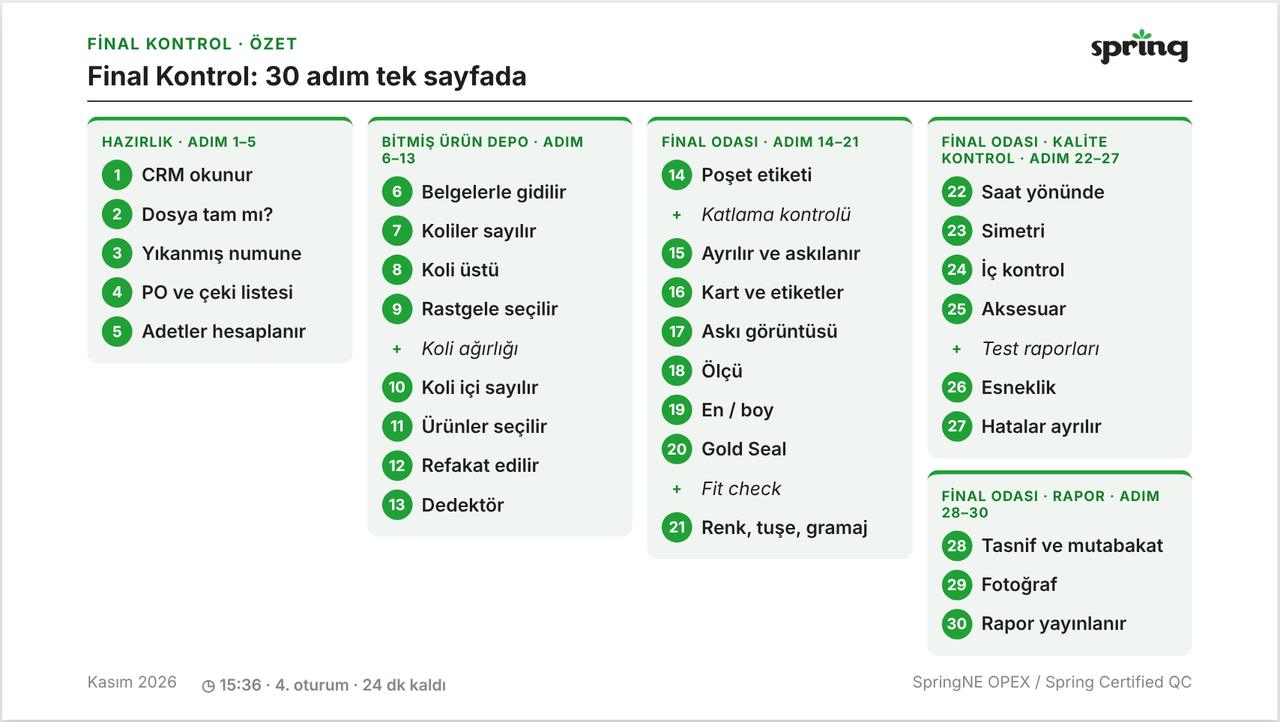 FİNAL KONTROL · ÖZET
Final Kontrol: 30 adım tek sayfada
spring
HAZIRLIK · ADIM 1–5
1 CRM okunur
2 Dosya tam mı?
3 Yıkanmış numune
4 PO ve çeki listesi
5 Adetler hesaplanır
BİTMİŞ ÜRÜN DEPO · ADIM
6–13
6 Belgelerle gidilir
7 Koliler sayılır
8 Koli üstü
9 Rastgele seçilir
+ Koli ağırlığı
10 Koli içi sayılır
11 Ürünler seçilir
12 Refakat edilir
13 Dedektör
FİNAL ODASI · ADIM 14–21
14 Poşet etiketi
+ Katlama kontrolü
15 Ayrılır ve askılanır
16 Kart ve etiketler
17 Askı görüntüsü
18 Ölçü
19 En / boy
20 Gold Seal
+ Fit check
21 Renk, tuşe, gramaj
FİNAL ODASI · KALİTE
KONTROL · ADIM 22–27
22 Saat yönünde
23 Simetri
24 İç kontrol
25 Aksesuar
+ Test raporları
26 Esneklik
27 Hatalar ayrılır
FİNAL ODASI · RAPOR · ADIM
28–30
28 Tasnif ve mutabakat
29 Fotoğraf
30 Rapor yayınlanır
Kasım 2026
◷ 15:36 · 4. oturum · 24 dk kaldı
SpringNE OPEX / Spring Certified QC